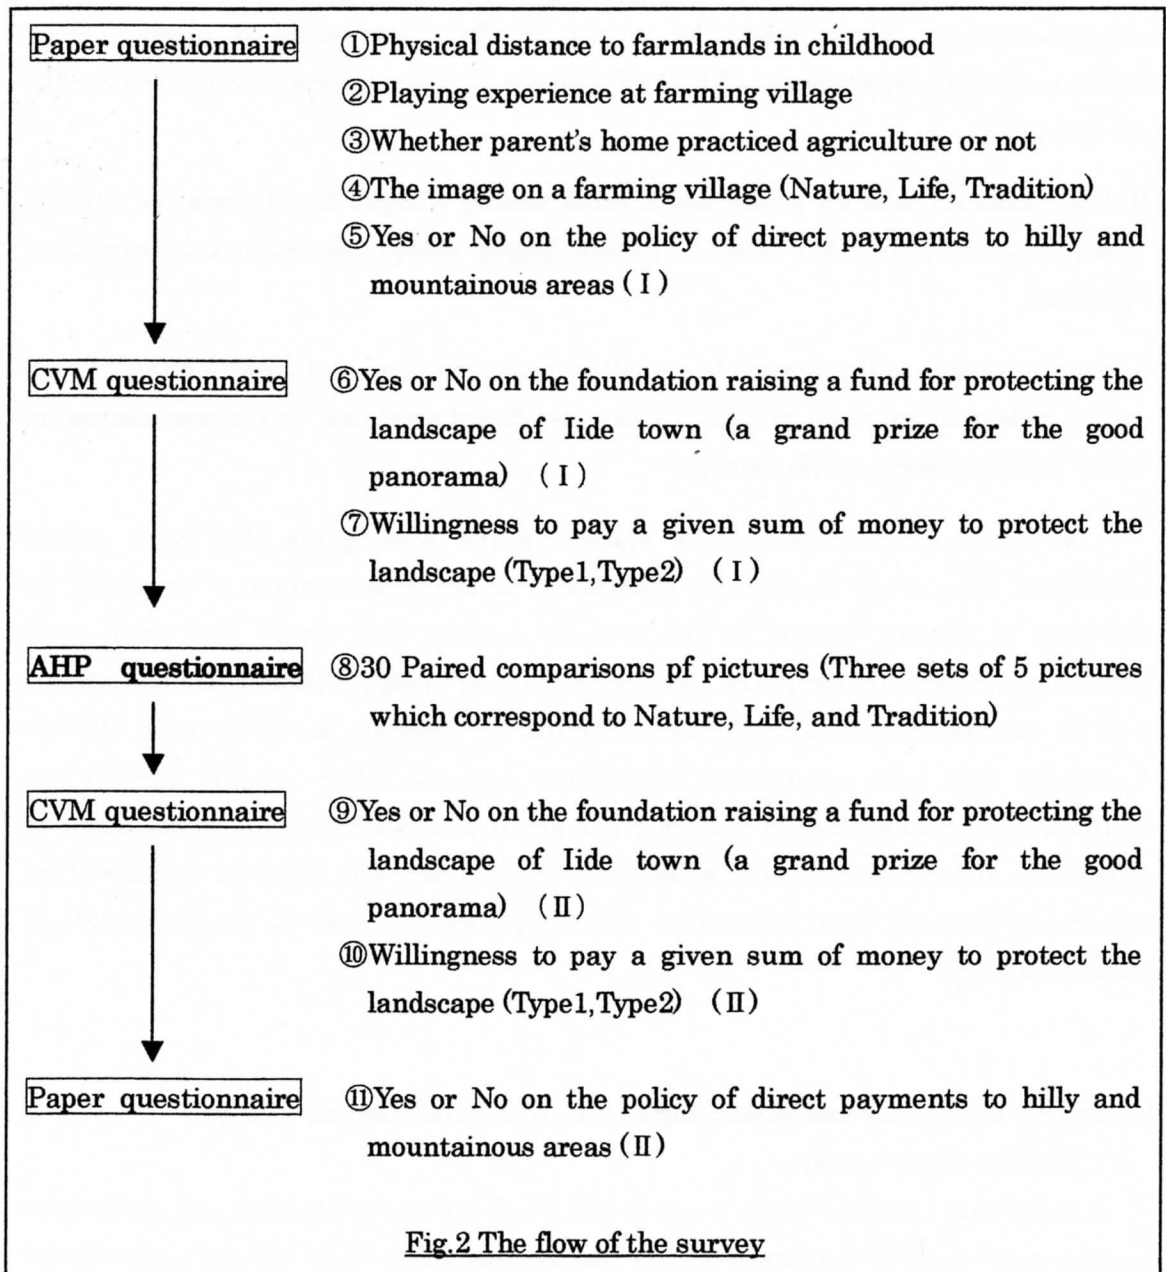 Paper questionnaire ①Physical distance to farmlands in childhood
②Playing experience at farming village
③Whether parent's home practiced agriculture or not
④The image on a farming village (Nature, Life, Tradition)
⑤Yes or No on the policy of direct payments to hilly and
mountainous areas (Ⅰ)
CVM questionnaire ⑥Yes or No on the foundation raising a fund for protecting the
landscape of Iide town (a grand prize for the good
panorama) (Ⅰ)
⑦Willingness to pay a given sum of money to protect the
landscape (Type1,Type2) (Ⅰ)
AHP questionnaire ⑧30 Paired comparisons pf pictures (Three sets of 5 pictures
which correspond to Nature, Life, and Tradition)
CVM questionnaire ⑨Yes or No on the foundation raising a fund for protecting the
landscape of Iide town (a grand prize for the good
panorama) (Ⅱ)
⑩Willingness to pay a given sum of money to protect the
landscape (Type1,Type2) (Ⅱ)
Paper questionnaire ⑪Yes or No on the policy of direct payments to hilly and
mountainous areas (Ⅱ)
Fig.2 The flow of the survey